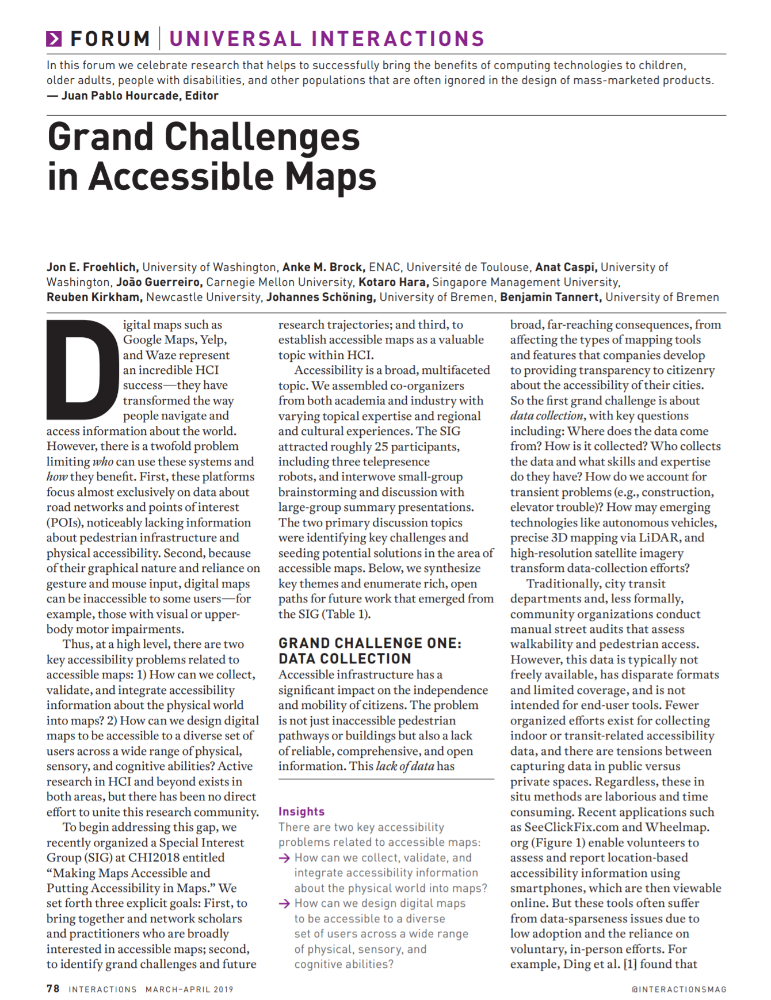 FORUM UNIVERSAL INTERACTIONS
In this forum we celebrate research that helps to successfully bring the benefits of computing technologies to children,
older adults, people with disabilities, and other populations that are often ignored in the design of mass-marketed products.
— Juan Pablo Hourcade, Editor
Grand Challenges
in Accessible Maps
Jon E. Froehlich, University of Washington, Anke M. Brock, ENAC, Université de Toulouse, Anat Caspi, University of
Washington, João Guerreiro, Carnegie Mellon University, Kotaro Hara, Singapore Management University,
Reuben Kirkham, Newcastle University, Johannes Schöning, University of Bremen, Benjamin Tannert, University of Bremen
Digital maps such as
Google Maps, Yelp,
and Waze represent
an incredible HCI
success—they have
transformed the way
people navigate and
access information about the world.
However, there is a twofold problem
limiting who can use these systems and
how they benefit. First, these platforms
focus almost exclusively on data about
road networks and points of interest
(POIs), noticeably lacking information
about pedestrian infrastructure and
physical accessibility. Second, because
of their graphical nature and reliance on
gesture and mouse input, digital maps
can be inaccessible to some users—for
example, those with visual or upper-
body motor impairments.
Thus, at a high level, there are two
key accessibility problems related to
accessible maps: 1) How can we collect,
validate, and integrate accessibility
information about the physical world
into maps? 2) How can we design digital
maps to be accessible to a diverse set of
users across a wide range of physical,
sensory, and cognitive abilities? Active
research in HCI and beyond exists in
both areas, but there has been no direct
effort to unite this research community.
To begin addressing this gap, we
recently organized a Special Interest
Group (SIG) at CHI2018 entitled
“Making Maps Accessible and
Putting Accessibility in Maps.” We
set forth three explicit goals: First, to
bring together and network scholars
and practitioners who are broadly
interested in accessible maps; second,
to identify grand challenges and future
research trajectories; and third, to
establish accessible maps as a valuable
topic within HCI.
Accessibility is a broad, multifaceted
topic. We assembled co-organizers
from both academia and industry with
varying topical expertise and regional
and cultural experiences. The SIG
attracted roughly 25 participants,
including three telepresence
robots, and interwove small-group
brainstorming and discussion with
large-group summary presentations.
The two primary discussion topics
were identifying key challenges and
seeding potential solutions in the area of
accessible maps. Below, we synthesize
key themes and enumerate rich, open
paths for future work that emerged from
the SIG (Table 1).
GRAND CHALLENGE ONE:
DATA COLLECTION
Accessible infrastructure has a
significant impact on the independence
and mobility of citizens. The problem
is not just inaccessible pedestrian
pathways or buildings but also a lack
of reliable, comprehensive, and open
information. This lack of data has
Insights
There are two key accessibility
problems related to accessible maps:
→ How can we collect, validate, and
integrate accessibility information
about the physical world into maps?
→ How can we design digital maps
to be accessible to a diverse
set of users across a wide range
of physical, sensory, and
cognitive abilities?
broad, far-reaching consequences, from
affecting the types of mapping tools
and features that companies develop
to providing transparency to citizenry
about the accessibility of their cities.
So the first grand challenge is about
data collection, with key questions
including: Where does the data come
from? How is it collected? Who collects
the data and what skills and expertise
do they have? How do we account for
transient problems (e.g., construction,
elevator trouble)? How may emerging
technologies like autonomous vehicles,
precise 3D mapping via LiDAR, and
high-resolution satellite imagery
transform data-collection efforts?
Traditionally, city transit
departments and, less formally,
community organizations conduct
manual street audits that assess
walkability and pedestrian access.
However, this data is typically not
freely available, has disparate formats
and limited coverage, and is not
intended for end-user tools. Fewer
organized efforts exist for collecting
indoor or transit-related accessibility
data, and there are tensions between
capturing data in public versus
private spaces. Regardless, these in
situ methods are laborious and time
consuming. Recent applications such
as SeeClickFix.com and Wheelmap.
org (Figure 1) enable volunteers to
assess and report location-based
accessibility information using
smartphones, which are then viewable
online. But these tools often suffer
from data-sparseness issues due to
low adoption and the reliance on
voluntary, in-person efforts. For
example, Ding et al. [1] found that
78 INTERACTIONS MARCH–APRIL 2019
@INTERACTIONSMAG